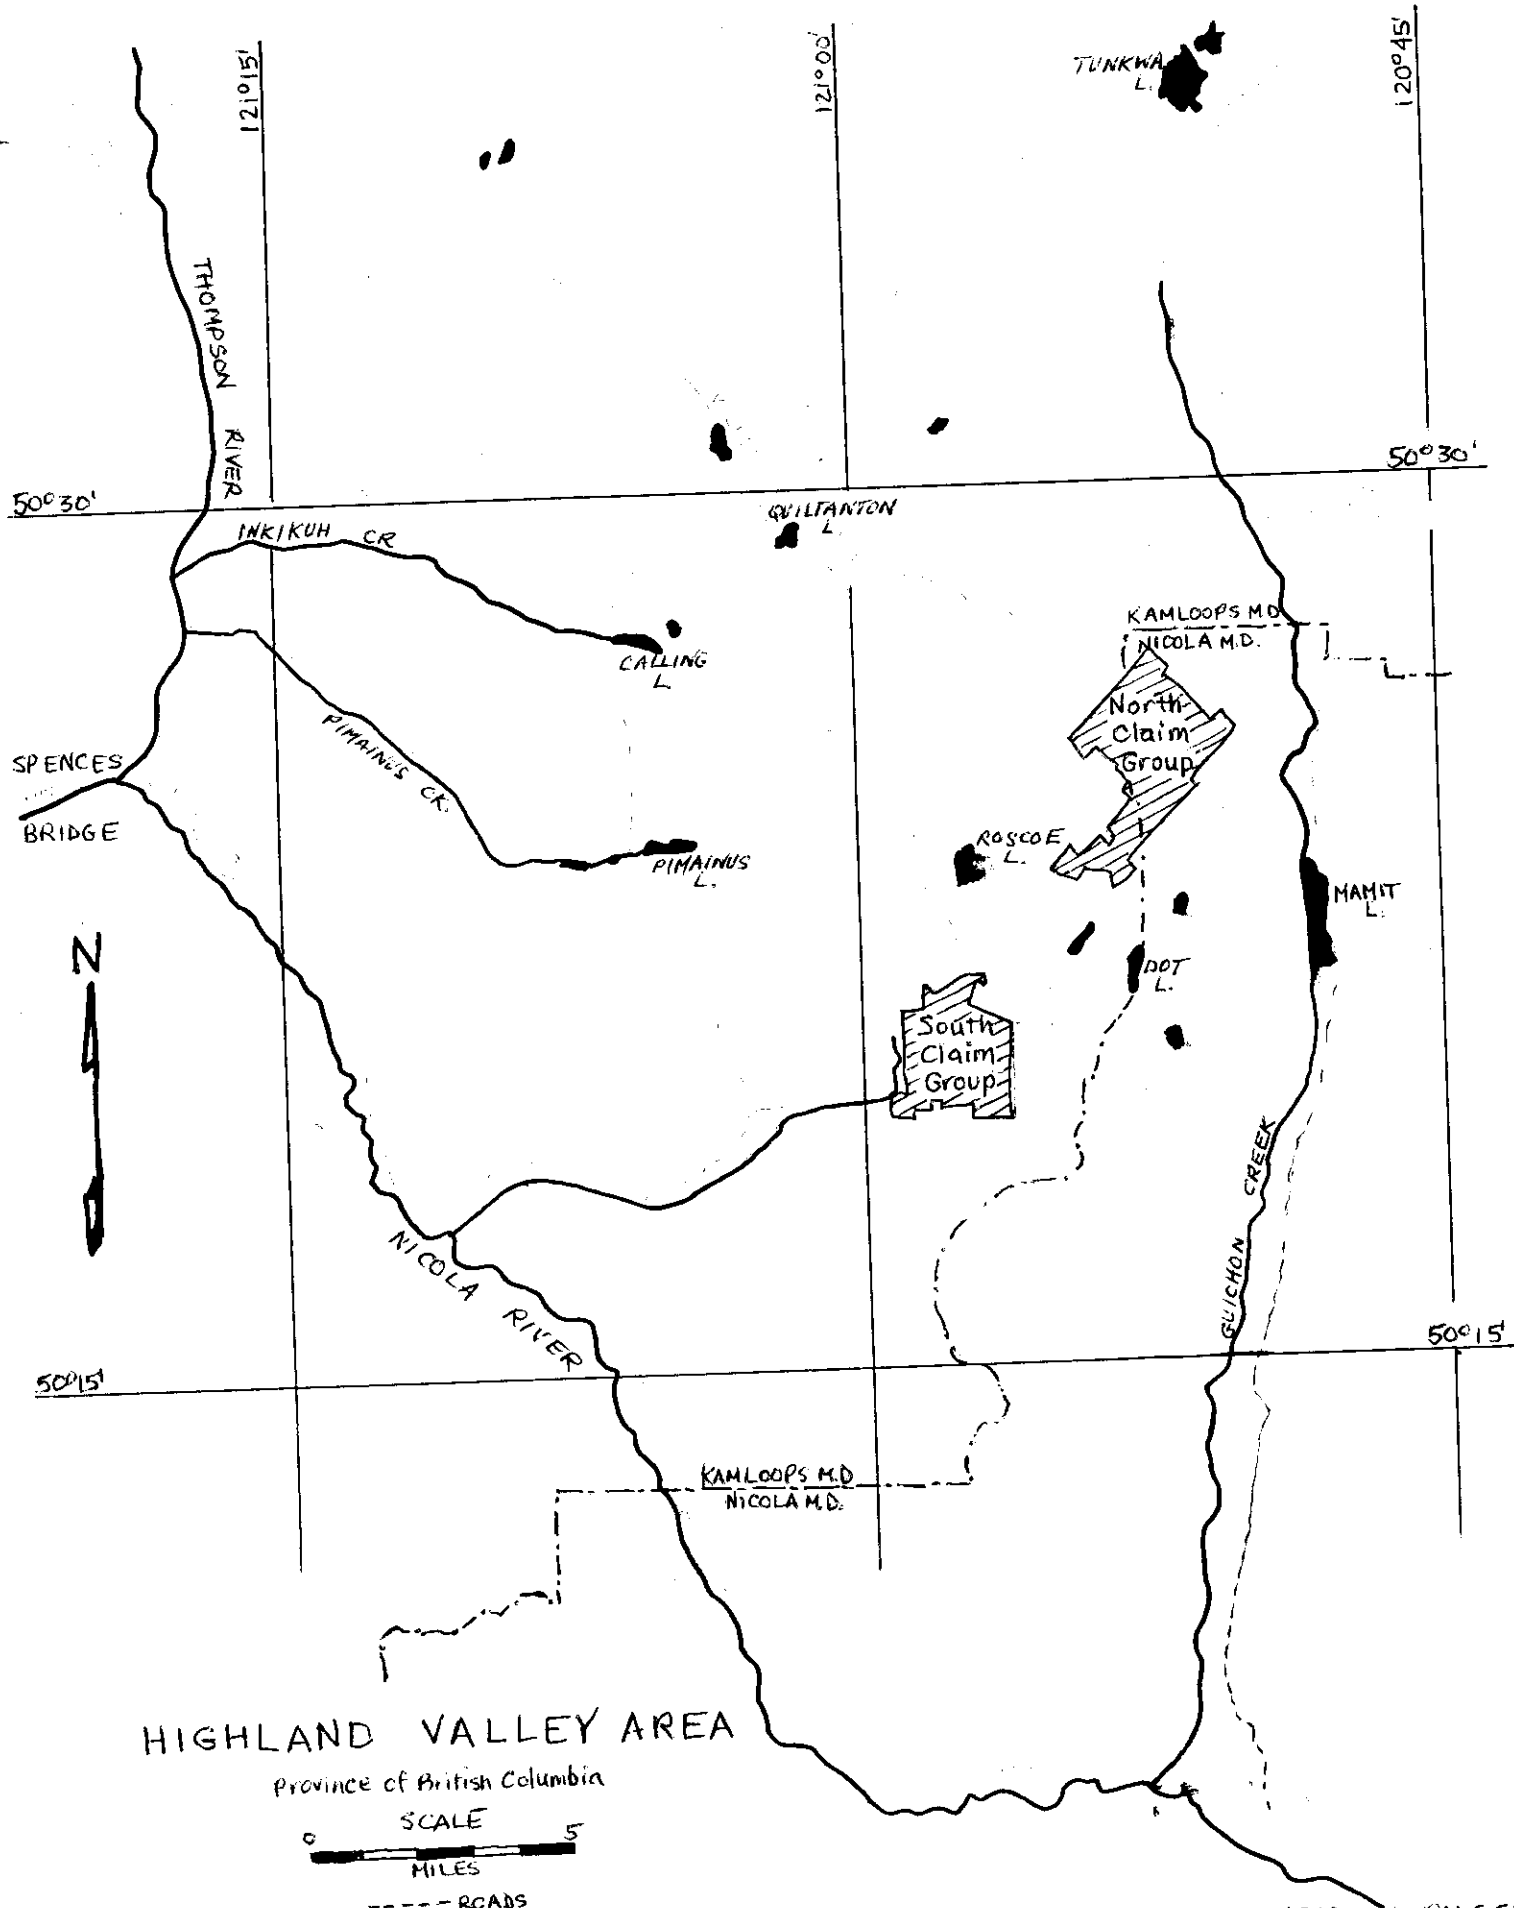 121°15'
121°00'
120°45'
TUNKWA
L.
THOMPSON RIVER
50°30'
50°30'
QUILTANTON
L.
INKIKUH CR
KAMLOOPS M.D
NICOLA M.D.
CALLING
L
North
Claim
Group
PIMAINUS CK.
SPENCES
BRIDGE
ROSCOE
L.
PIMAINUS
L.
MAMIT
L.
N
DOT
L.
South
Claim
Group
GUICHON CREEK
NICOLA RIVER
50°15'
50°15'
KAMLOOPS M.D
NICOLA M.D.
HIGHLAND VALLEY AREA
Province of British Columbia
SCALE
0 5
MILES
ROADS